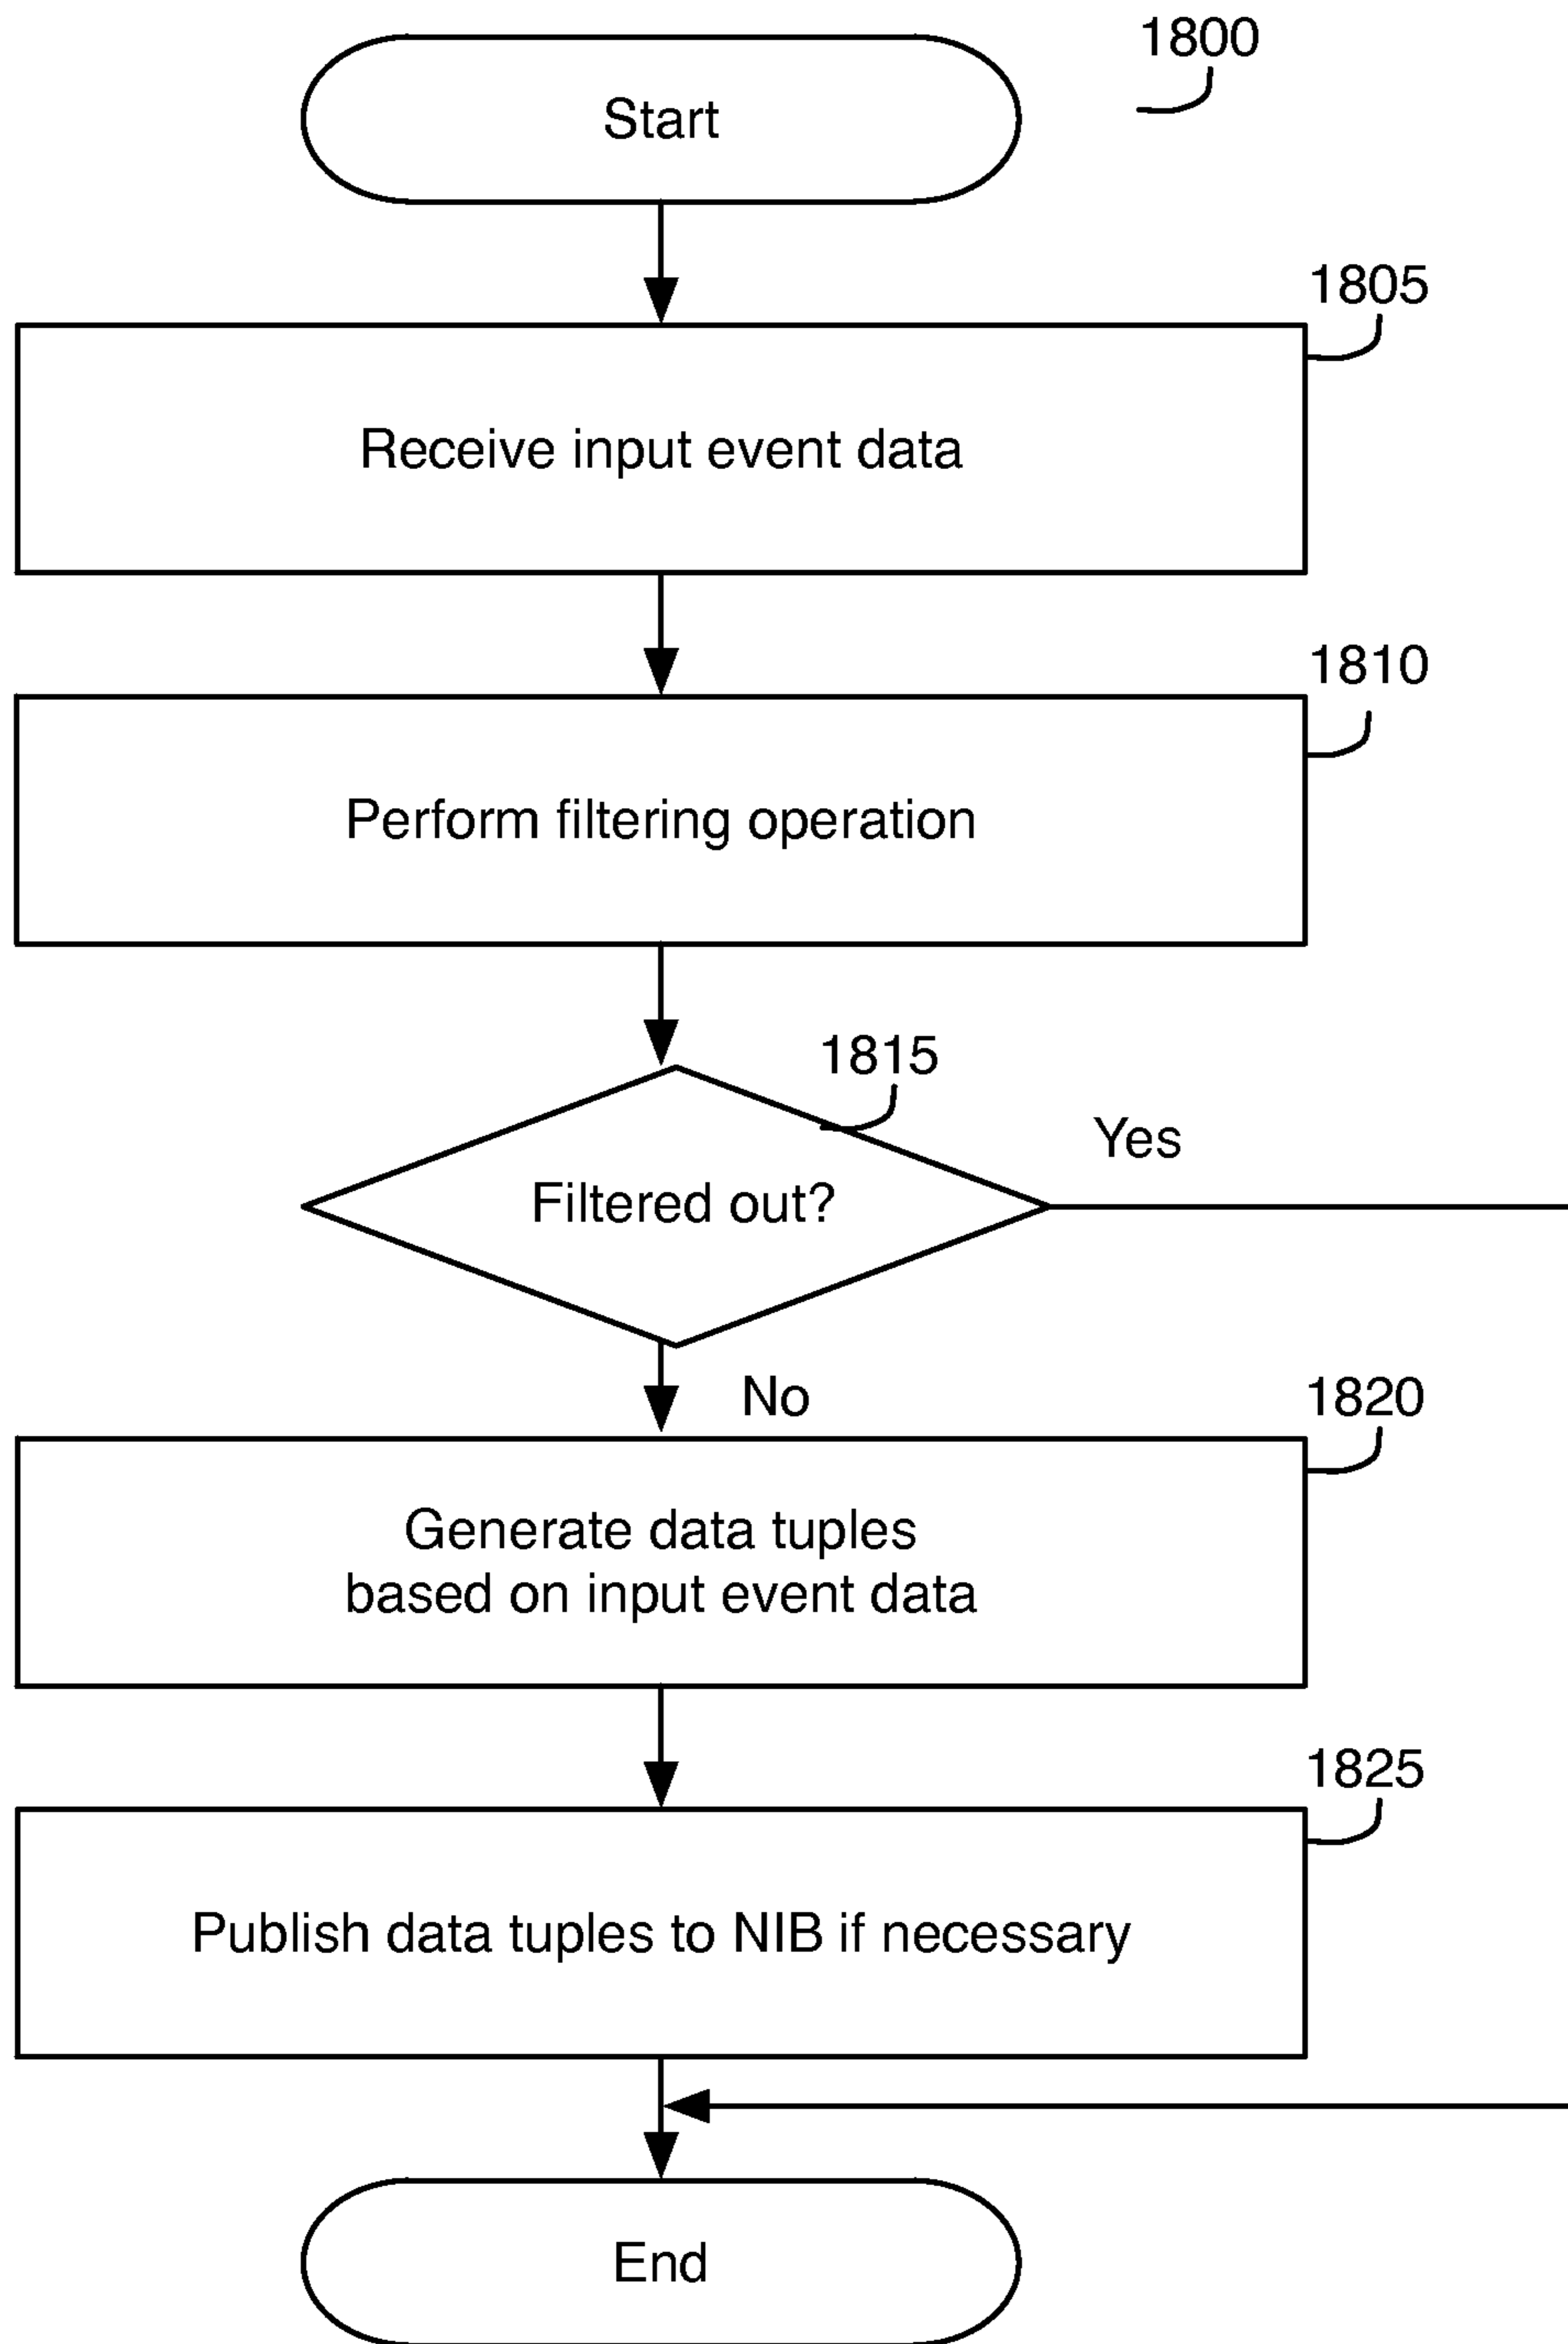 1800
Start
1805
Receive input event data
1810
Perform filtering operation
1815
Yes
Filtered out?
No
1820
Generate data tuples
based on input event data
1825
Publish data tuples to NIB if necessary
End